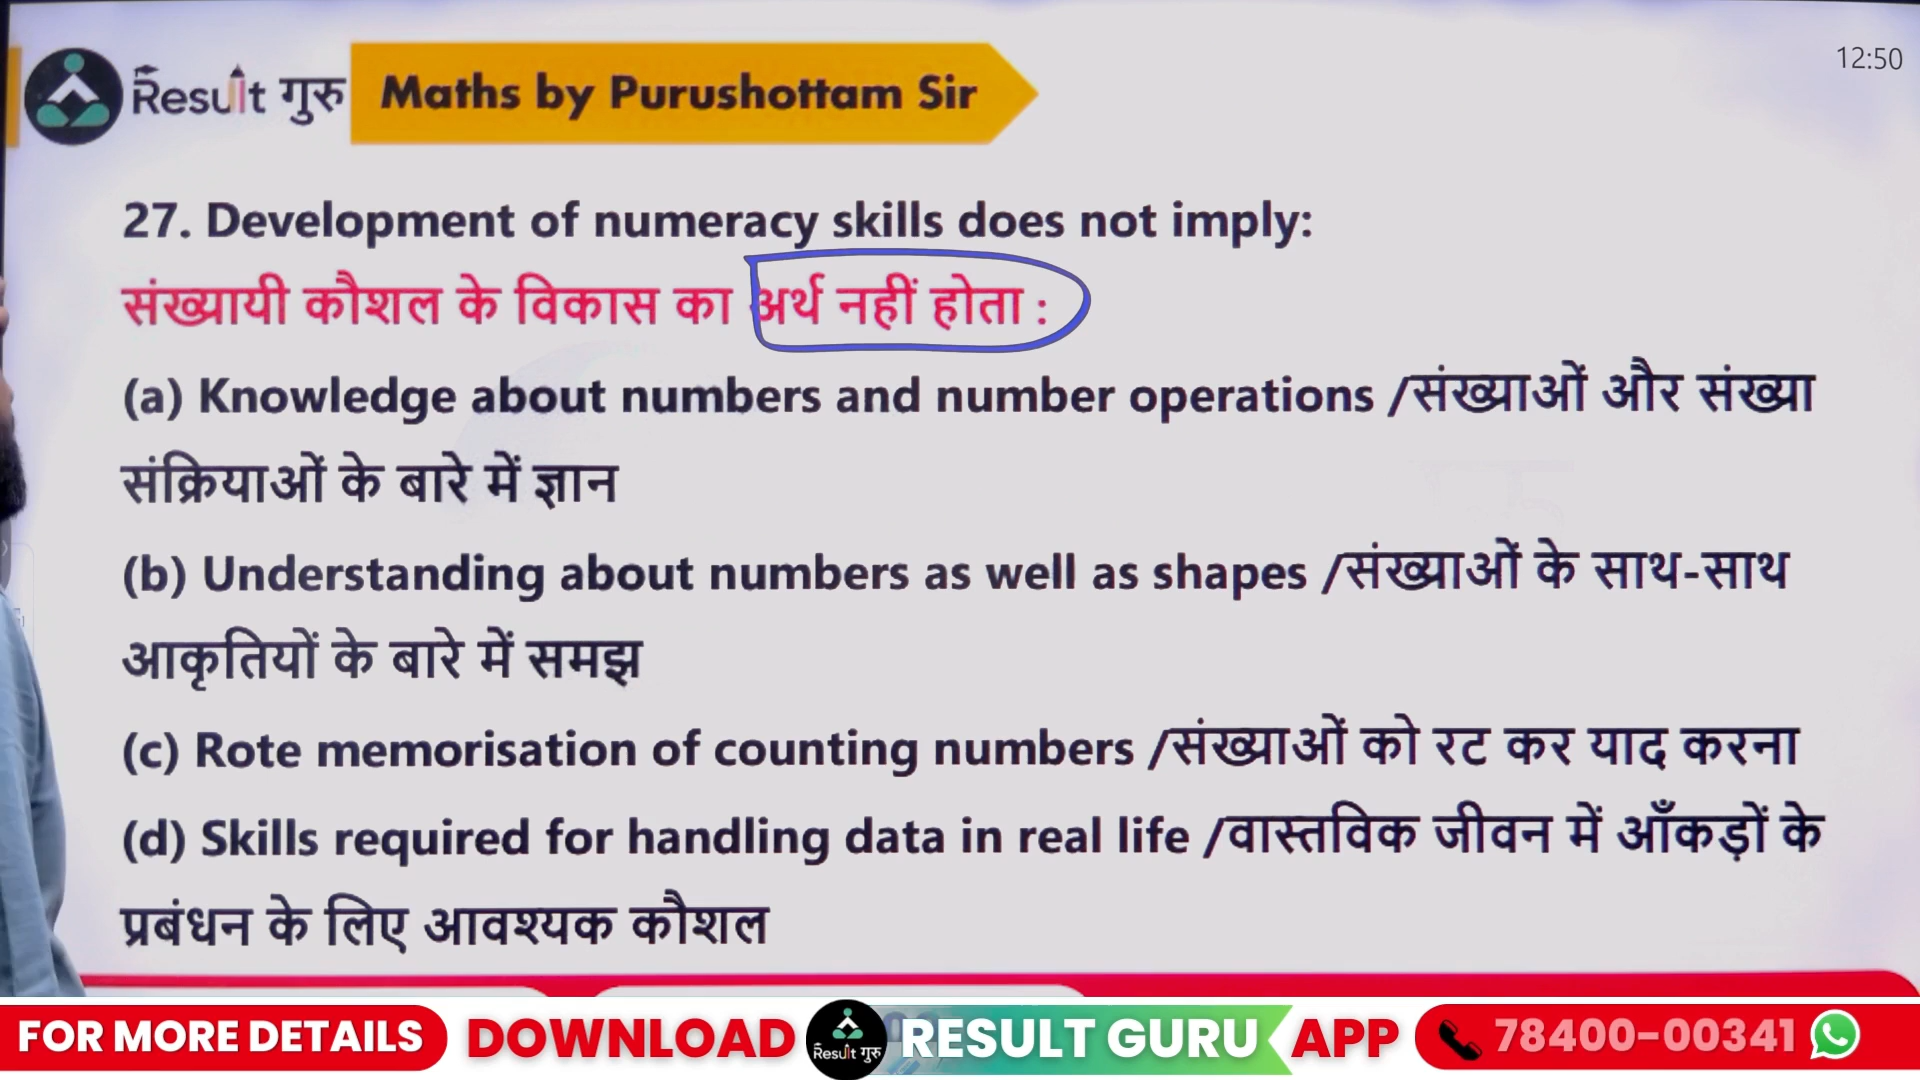 Result गुरु
Maths by Purushottam Sir
12:50
27. Development of numeracy skills does not imply:
संख्यायी कौशल के विकास का अर्थ नहीं होता :
(a) Knowledge about numbers and number operations /संख्याओं और संख्या
संक्रियाओं के बारे में ज्ञान
(b) Understanding about numbers as well as shapes /संख्याओं के साथ-साथ
आकृतियों के बारे में समझ
(c) Rote memorisation of counting numbers /संख्याओं को रट कर याद करना
(d) Skills required for handling data in real life /वास्तविक जीवन में आँकड़ों के
प्रबंधन के लिए आवश्यक कौशल
FOR MORE DETAILS DOWNLOAD Result गुरु RESULT GURU APP 78400-00341